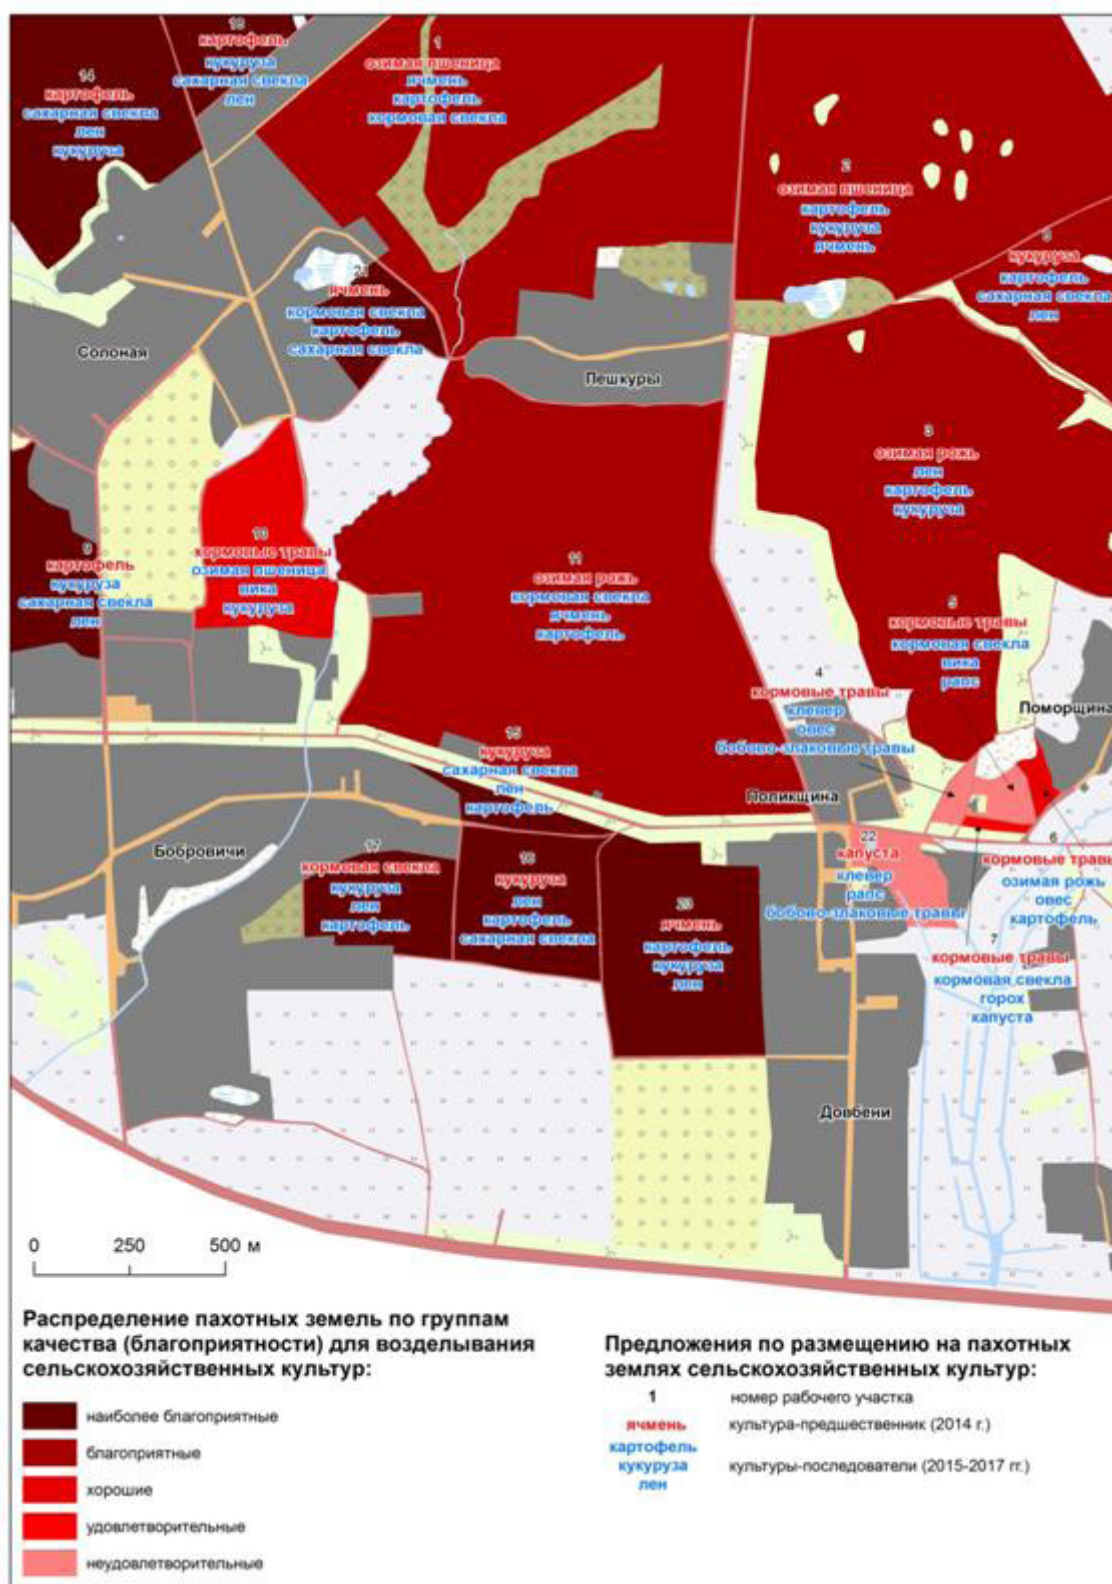 18
картофель
кукуруза
сахарная свекла
лен
14
картофель
сахарная свекла
лен
кукуруза
1
озимая пшеница
ячмень
картофель
кормовая свекла
2
озимая пшеница
картофель
кукуруза
ячмень
кукуруза
картофель
сахарная свекла
лен
ячмень
кормовая свекла
картофель
сахарная свекла
Солоная
Пешкуры
3
озимая рожь
лен
картофель
кукуруза
9
картофель
кукуруза
сахарная свекла
лен
10
кормовые травы
озимая пшеница
вика
кукуруза
11
озимая рожь
кормовая свекла
ячмень
картофель
5
кормовые травы
кормовая свекла
вика
рапс
4
кормовые травы
клевер
овес
бобово-злаковые травы
Поморщина
15
кукуруза
сахарная свекла
лен
картофель
Поликщина
Бобровичи
17
кормовая свекла
кукуруза
лен
картофель
16
кукуруза
лен
картофель
сахарная свекла
23
ячмень
картофель
кукуруза
лен
22
капуста
клевер
рапс
бобово-злаковые травы
6
кормовые травы
озимая рожь
овес
картофель
7
кормовые травы
кормовая свекла
горох
капуста
Довбени
0 250 500 м
Распределение пахотных земель по группам
качества (благоприятности) для возделывания
сельскохозяйственных культур:
наиболее благоприятные
благоприятные
хорошие
удовлетворительные
неудовлетворительные
Предложения по размещению на пахотных
землях сельскохозяйственных культур:
1 номер рабочего участка
ячмень культура-предшественник (2014 г.)
картофель
кукуруза культуры-последователи (2015-2017 гг.)
лен